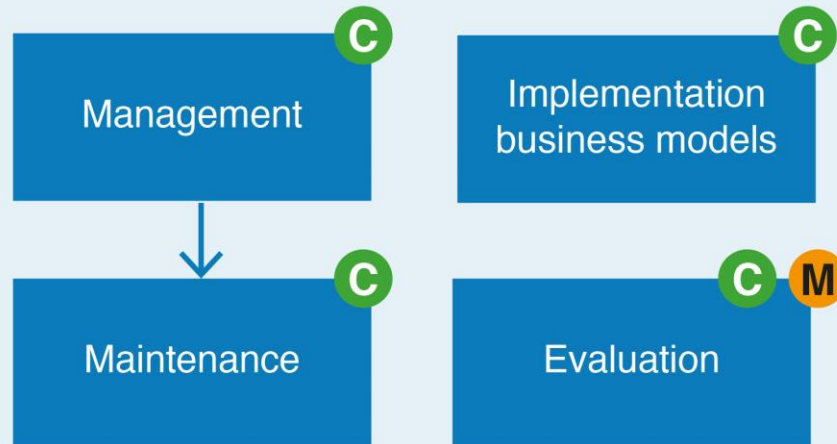 C
Management
C
Implementation
business models
C
Maintenance
C
M
Evaluation